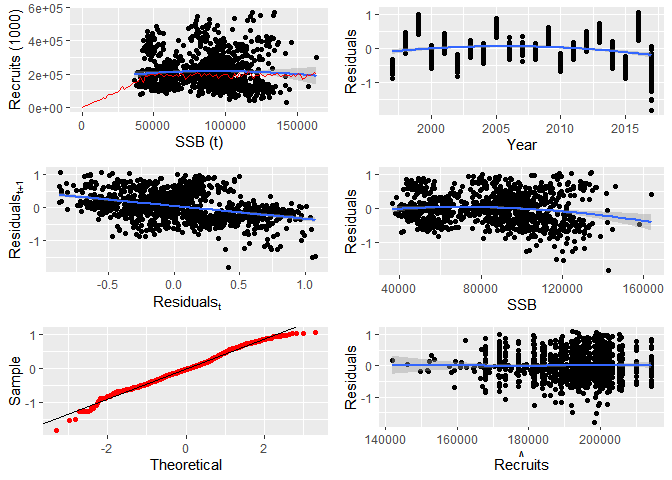 Recruits (1000)
6e+05
4e+05
2e+05
0e+00
0
50000
100000
150000
SSB (t)
Residuals
1
0
-1
2000
2005
2010
2015
Year
Residuals t+1
1
0
-1
-0.5
0.0
0.5
1.0
Residuals t
Residuals
1
0
-1
40000
80000
120000
160000
SSB
Sample
1
0
-1
-2
0
2
Theoretical
Residuals
1
0
-1
140000
160000
180000
200000
^
Recruits